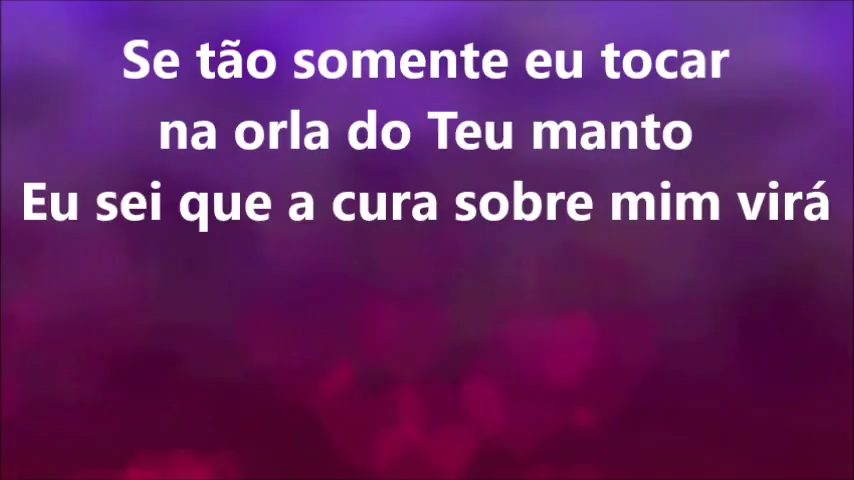 Se tão somente eu tocar
na orla do Teu manto
Eu sei que a cura sobre mim virá